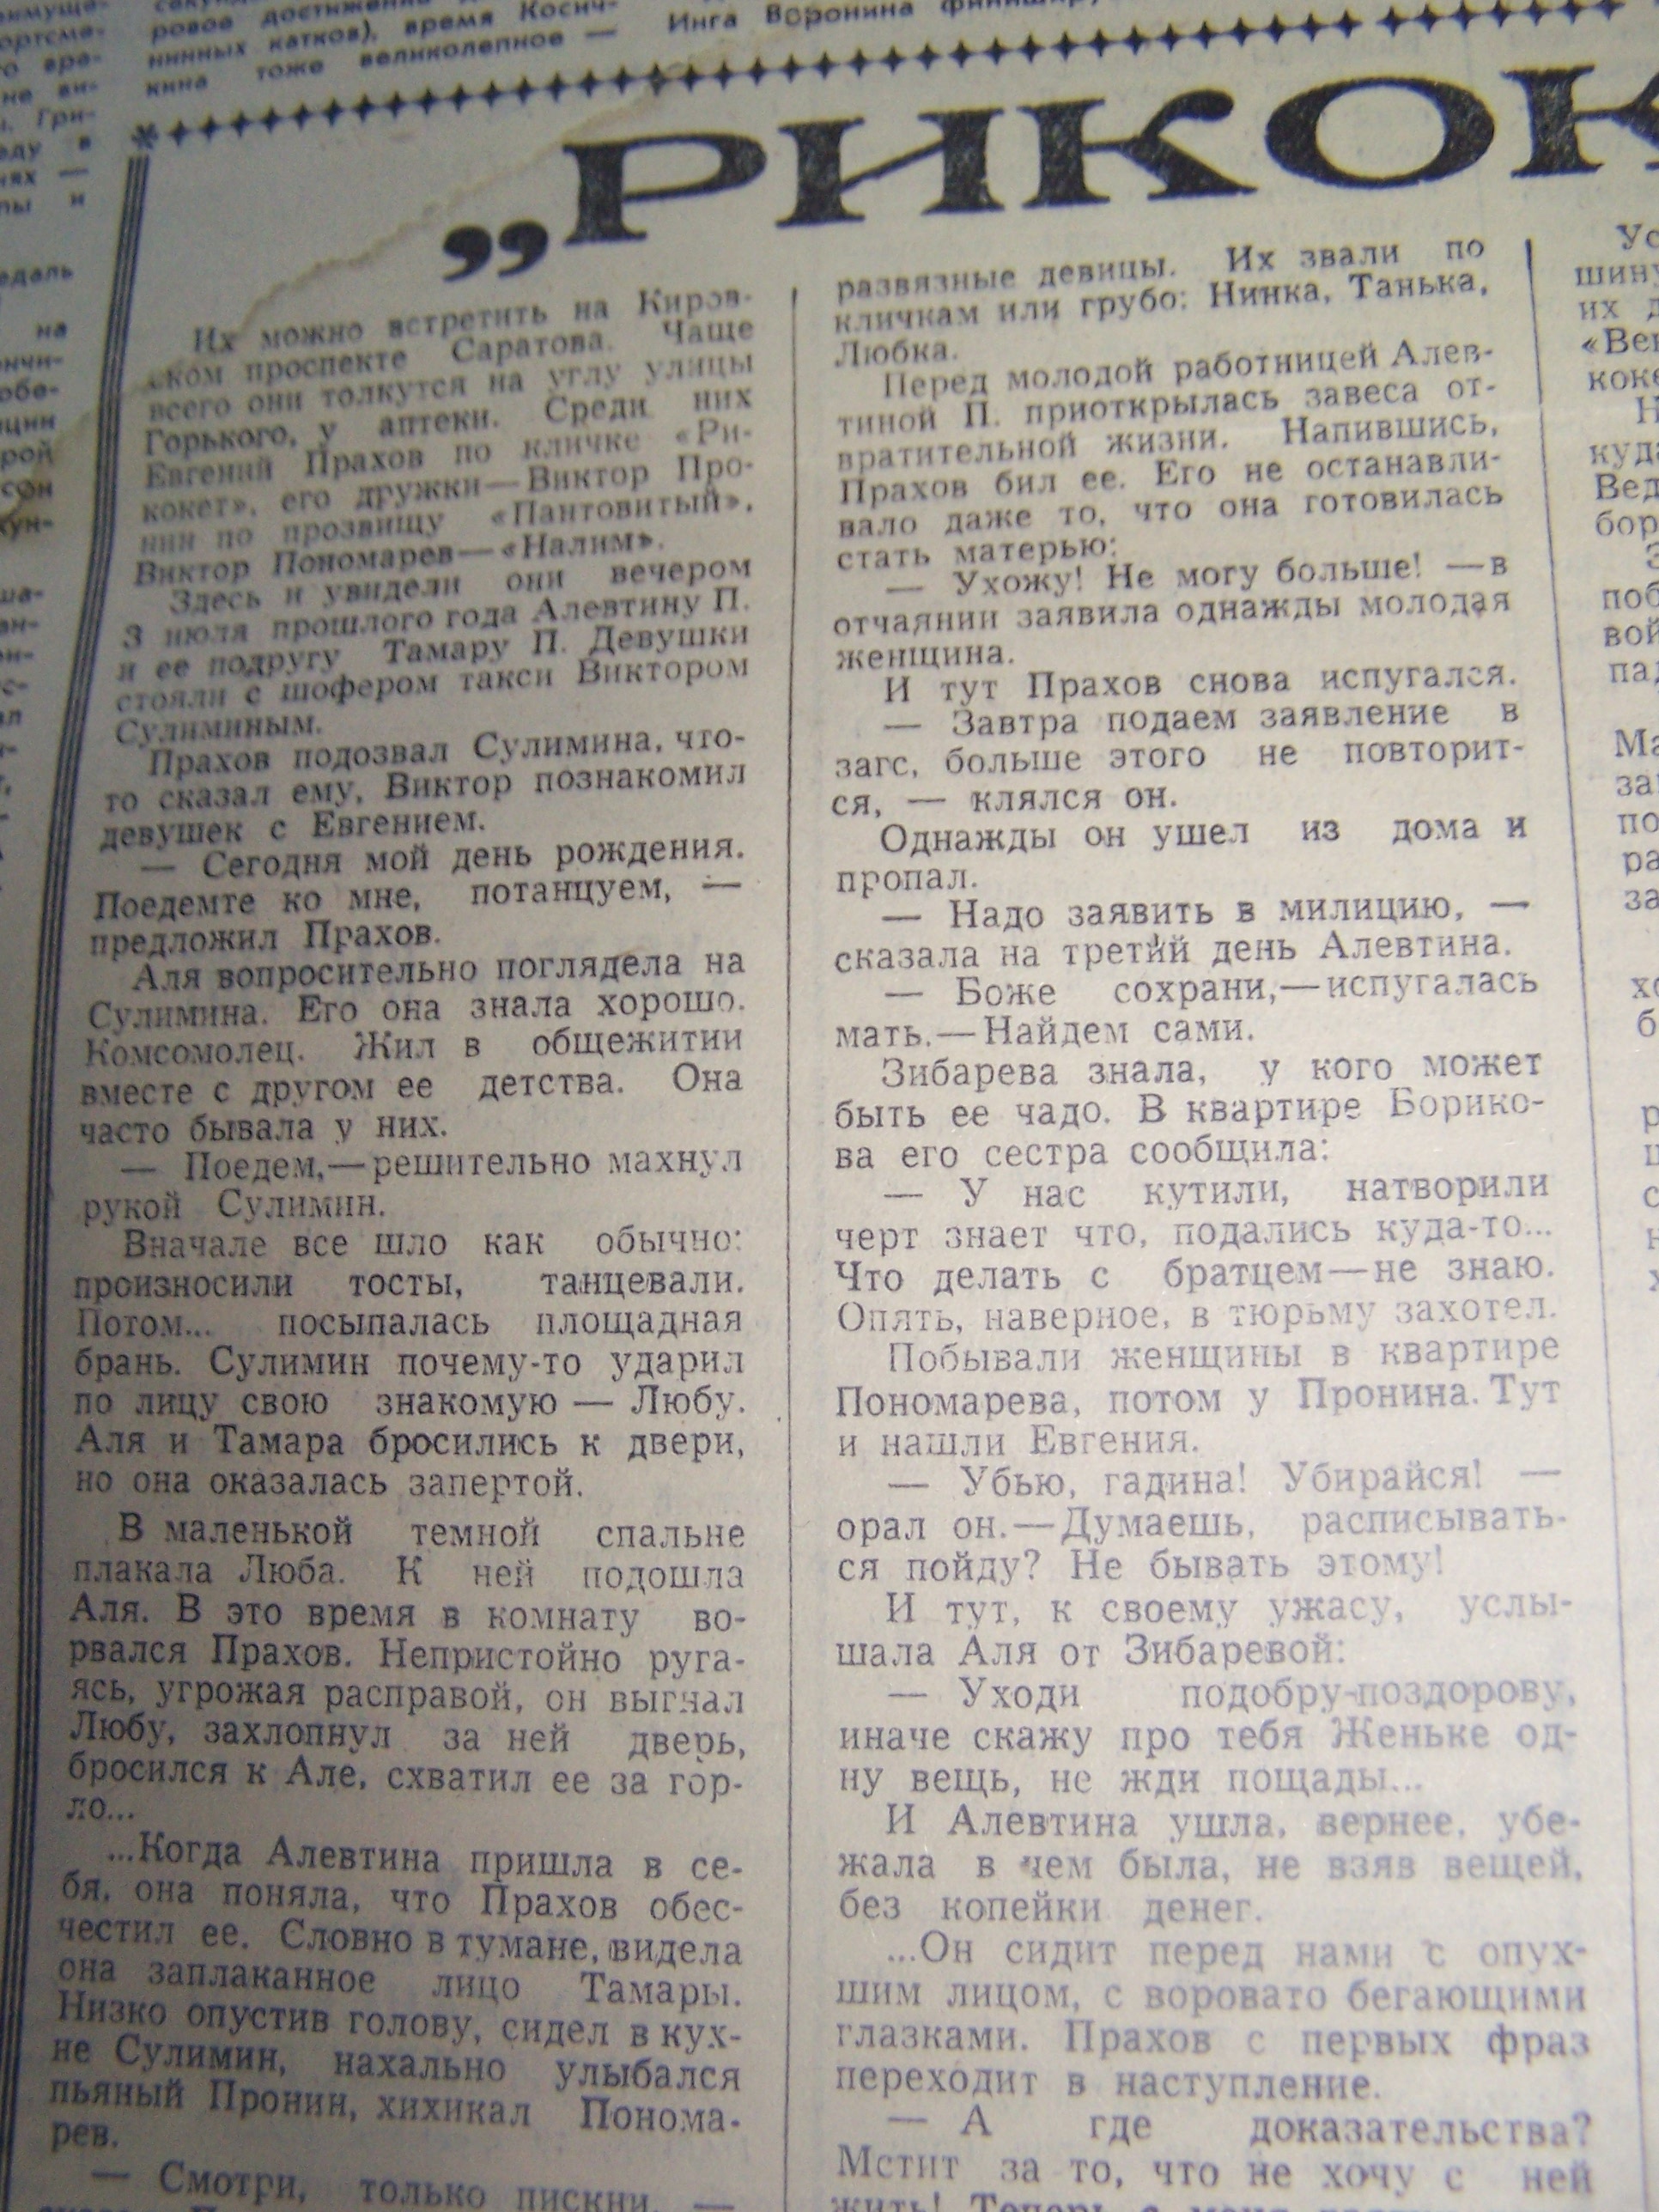 ровое
нинных катков), время Косич-
кина тоже великолепное —
Инга Воронина
„РИКОК
Их можно встретить на Киров-
ском проспекте Саратова. Чаще
всего они толкутся на углу улицы
Горького, у аптеки. Среди них
Евгений Прахов по кличке «Ри-
кокет», его дружки—Виктор Про-
нин по прозвищу «Пантовитый»,
Виктор Пономарев—«Налим».
Здесь и увидели они вечером
3 июля прошлого года Алевтину П.
и ее подругу Тамару П. Девушки
стояли с шофером такси Виктором
Сулиминым.
Прахов подозвал Сулимина, что-
то сказал ему, Виктор познакомил
девушек с Евгением.
— Сегодня мой день рождения.
Поедемте ко мне, потанцуем, —
предложил Прахов.
Аля вопросительно поглядела на
Сулимина. Его она знала хорошо.
Комсомолец. Жил в общежитии
вместе с другом ее детства. Она
часто бывала у них.
— Поедем,—решительно махнул
рукой Сулимин.
Вначале все шло как обычно:
произносили тосты, танцевали.
Потом... посыпалась площадная
брань. Сулимин почему-то ударил
по лицу свою знакомую — Любу.
Аля и Тамара бросились к двери,
но она оказалась запертой.
В маленькой темной спальне
плакала Люба. К ней подошла
Аля. В это время в комнату во-
рвался Прахов. Непристойно руга-
ясь, угрожая расправой, он выгнал
Любу, захлопнул за ней дверь,
бросился к Але, схватил ее за гор-
ло...
...Когда Алевтина пришла в се-
бя, она поняла, что Прахов обес-
честил ее. Словно в тумане, видела
она заплаканное лицо Тамары.
Низко опустив голову, сидел в кух-
не Сулимин, нахально улыбался
пьяный Пронин, хихикал Понома-
рев.
— Смотри, только пискни, —
развязные девицы. Их звали по
кличкам или грубо: Нинка, Танька,
Любка.
Перед молодой работницей Алев-
тиной П. приоткрылась завеса от-
вратительной жизни. Напившись,
Прахов бил ее. Его не останавли-
вало даже то, что она готовилась
стать матерью:
— Ухожу! Не могу больше! —в
отчаянии заявила однажды молодая
женщина.
И тут Прахов снова испугался.
— Завтра подаем заявление в
загс, больше этого не повторит-
ся, — клялся он.
Однажды он ушел из дома и
пропал.
— Надо заявить в милицию, —
сказала на третий день Алевтина.
— Боже сохрани,—испугалась
мать.—Найдем сами.
Зибарева знала, у кого может
быть ее чадо. В квартире Борико-
ва его сестра сообщила:
— У нас кутили, натворили
черт знает что, подались куда-то...
Что делать с братцем—не знаю.
Опять, наверное, в тюрьму захотел.
Побывали женщины в квартире
Пономарева, потом у Пронина. Тут
и нашли Евгения.
— Убью, гадина! Убирайся! —
орал он.—Думаешь, расписывать-
ся пойду? Не бывать этому!
И тут, к своему ужасу, услы-
шала Аля от Зибаревой:
— Уходи подобру-поздорову,
иначе скажу про тебя Женьке од-
ну вещь, не жди пощады...
И Алевтина ушла, вернее, убе-
жала в чем была, не взяв вещей,
без копейки денег.
...Он сидит перед нами с опух-
шим лицом, с воровато бегающими
глазками. Прахов с первых фраз
переходит в наступление.
— А где доказательства?
Мстит за то, что не хочу с ней
жить! Теперь с меня